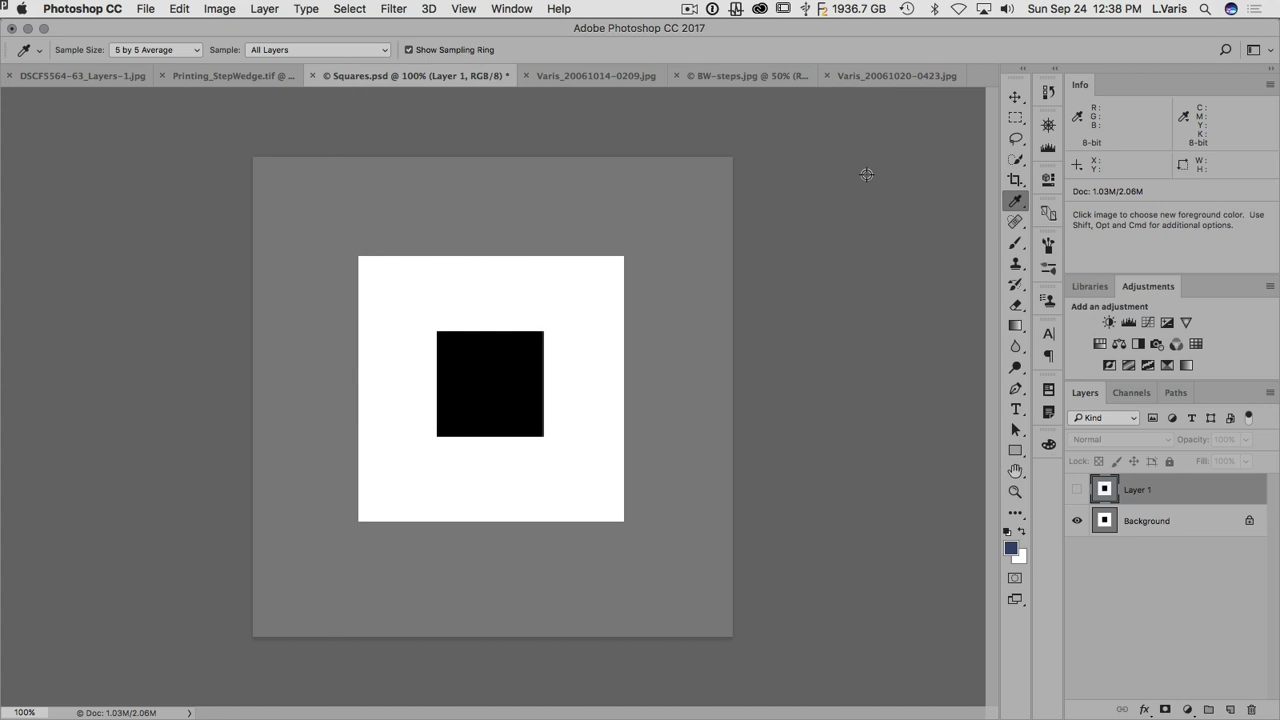 Photoshop CC File Edit Image Layer Type Select Filter 3D View Window Help 1936.7 GB Sun Sep 24 12:38 PM L.Varis
Adobe Photoshop CC 2017
Sample Size: 5 by 5 Average Sample: All Layers Show Sampling Ring
DSCF5564-63_Layers-1.jpg Printing_StepWedge.tif @ ... © Squares.psd @ 100% (Layer 1, RGB/8) * Varis_20061014-0209.jpg © BW-steps.jpg @ 50% (R... Varis_20061020-0423.jpg
Info
R: C:
G: M:
B: Y:
K:
8-bit 8-bit
X: W:
Y: H:
Doc: 1.03M/2.06M
Click image to choose new foreground color. Use
Shift, Opt and Cmd for additional options.
Libraries Adjustments
Add an adjustment
Layers Channels Paths
Kind
Normal Opacity: 100%
Lock: Fill: 100%
Layer 1
Background
100% © Doc: 1.03M/2.06M